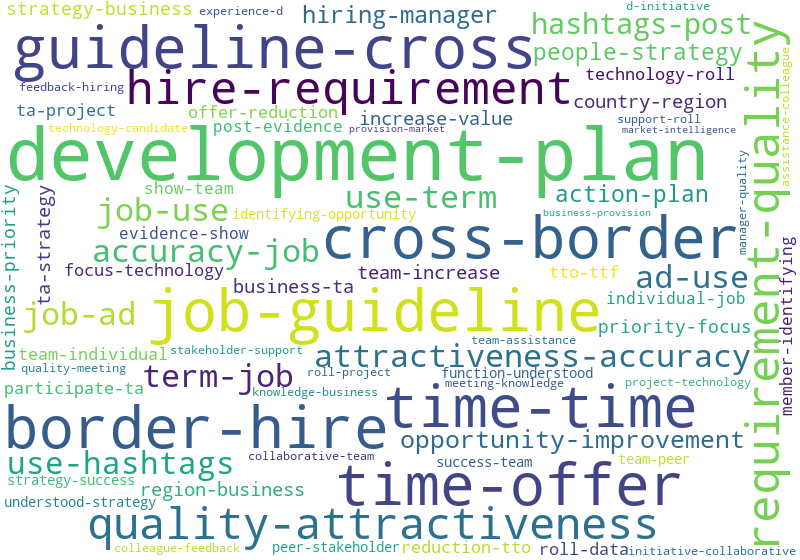 strategy-business
experience-d
hiring-manager
d-initiative
hashtags-post
guideline-cross
people-strategy
feedback-hiring
hire-requirement
technology-roll
country-region
ta-project
offer-reduction
increase-value
support-roll
technology-candidate
post-evidence
provision-market
market-intelligence
assistance-colleague
development-plan
requirement-quality
manager-quality
show-team
use-term
action-plan
business-priority
ta-strategy
job-use
identifying-opportunity
business-provision
evidence-show
accuracy-job
cross-border
member-identifying
focus-technology
team-increase
tto-ttf
ad-use
business-ta
job-guideline
individual-job
job-ad
priority-focus
team-individual
stakeholder-support
team-assistance
attractiveness-accuracy
quality-meeting
term-job
roll-project
function-understood
participate-ta
knowledge-business
meeting-knowledge
project-technology
border-hire
time-time
opportunity-improvement
use-hashtags
collaborative-team
success-team
team-peer
strategy-success
region-business
time-offer
understood-strategy
quality-attractiveness
colleague-feedback
peer-stakeholder
reduction-tto
roll-data
initiative-collaborative